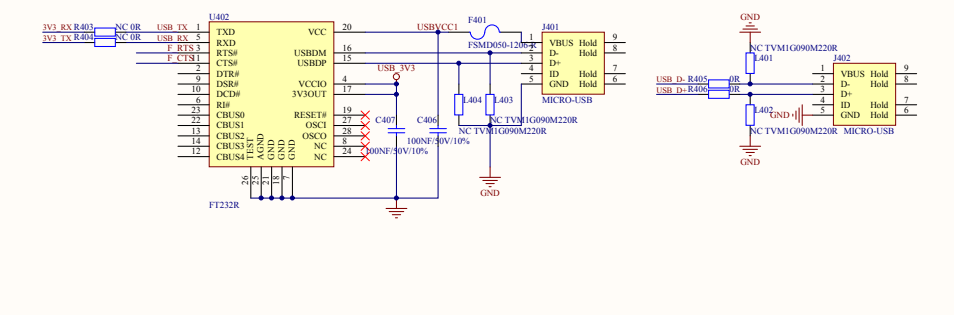 U402
3V3_RX R403 NC 0R USB_TX 1 TXD VCC 20 USBVCC1 F401 J401
3V3_TX R404 NC 0R USB_RX 5 RXD FSMD050-1206-R 1 VBUS Hold 9
F_RTS 3 RTS# USBDM 16 2 D- Hold 8
F_CTS 11 CTS# USBDP 15 3 D+
2 DTR# USB_3V3 4 ID Hold 7
9 DSR# VCCIO 4 5 GND Hold 6
10 DCD# 3V3OUT 17 MICRO-USB
6 RI# L404 L403
23 CBUS0 RESET# 19
22 CBUS1 OSCI 27 C407 C406 NC TVM1G090M220R
13 CBUS2 OSCO 28 NC TVM1G090M220R
14 CBUS3 NC 8 100NF/50V/10%
12 CBUS4 NC 24 100NF/50V/10%
TEST AGND GND GND GND
26 25 21 18 7
GND
FT232R
GND
NC TVM1G090M220R
L401 J402
1 VBUS Hold 9
USB_D- R405 0R 2 D- Hold 8
USB_D+ R406 0R 3 D+
4 ID Hold 7
L402 GND 5 GND Hold 6
NC TVM1G090M220R MICRO-USB
GND